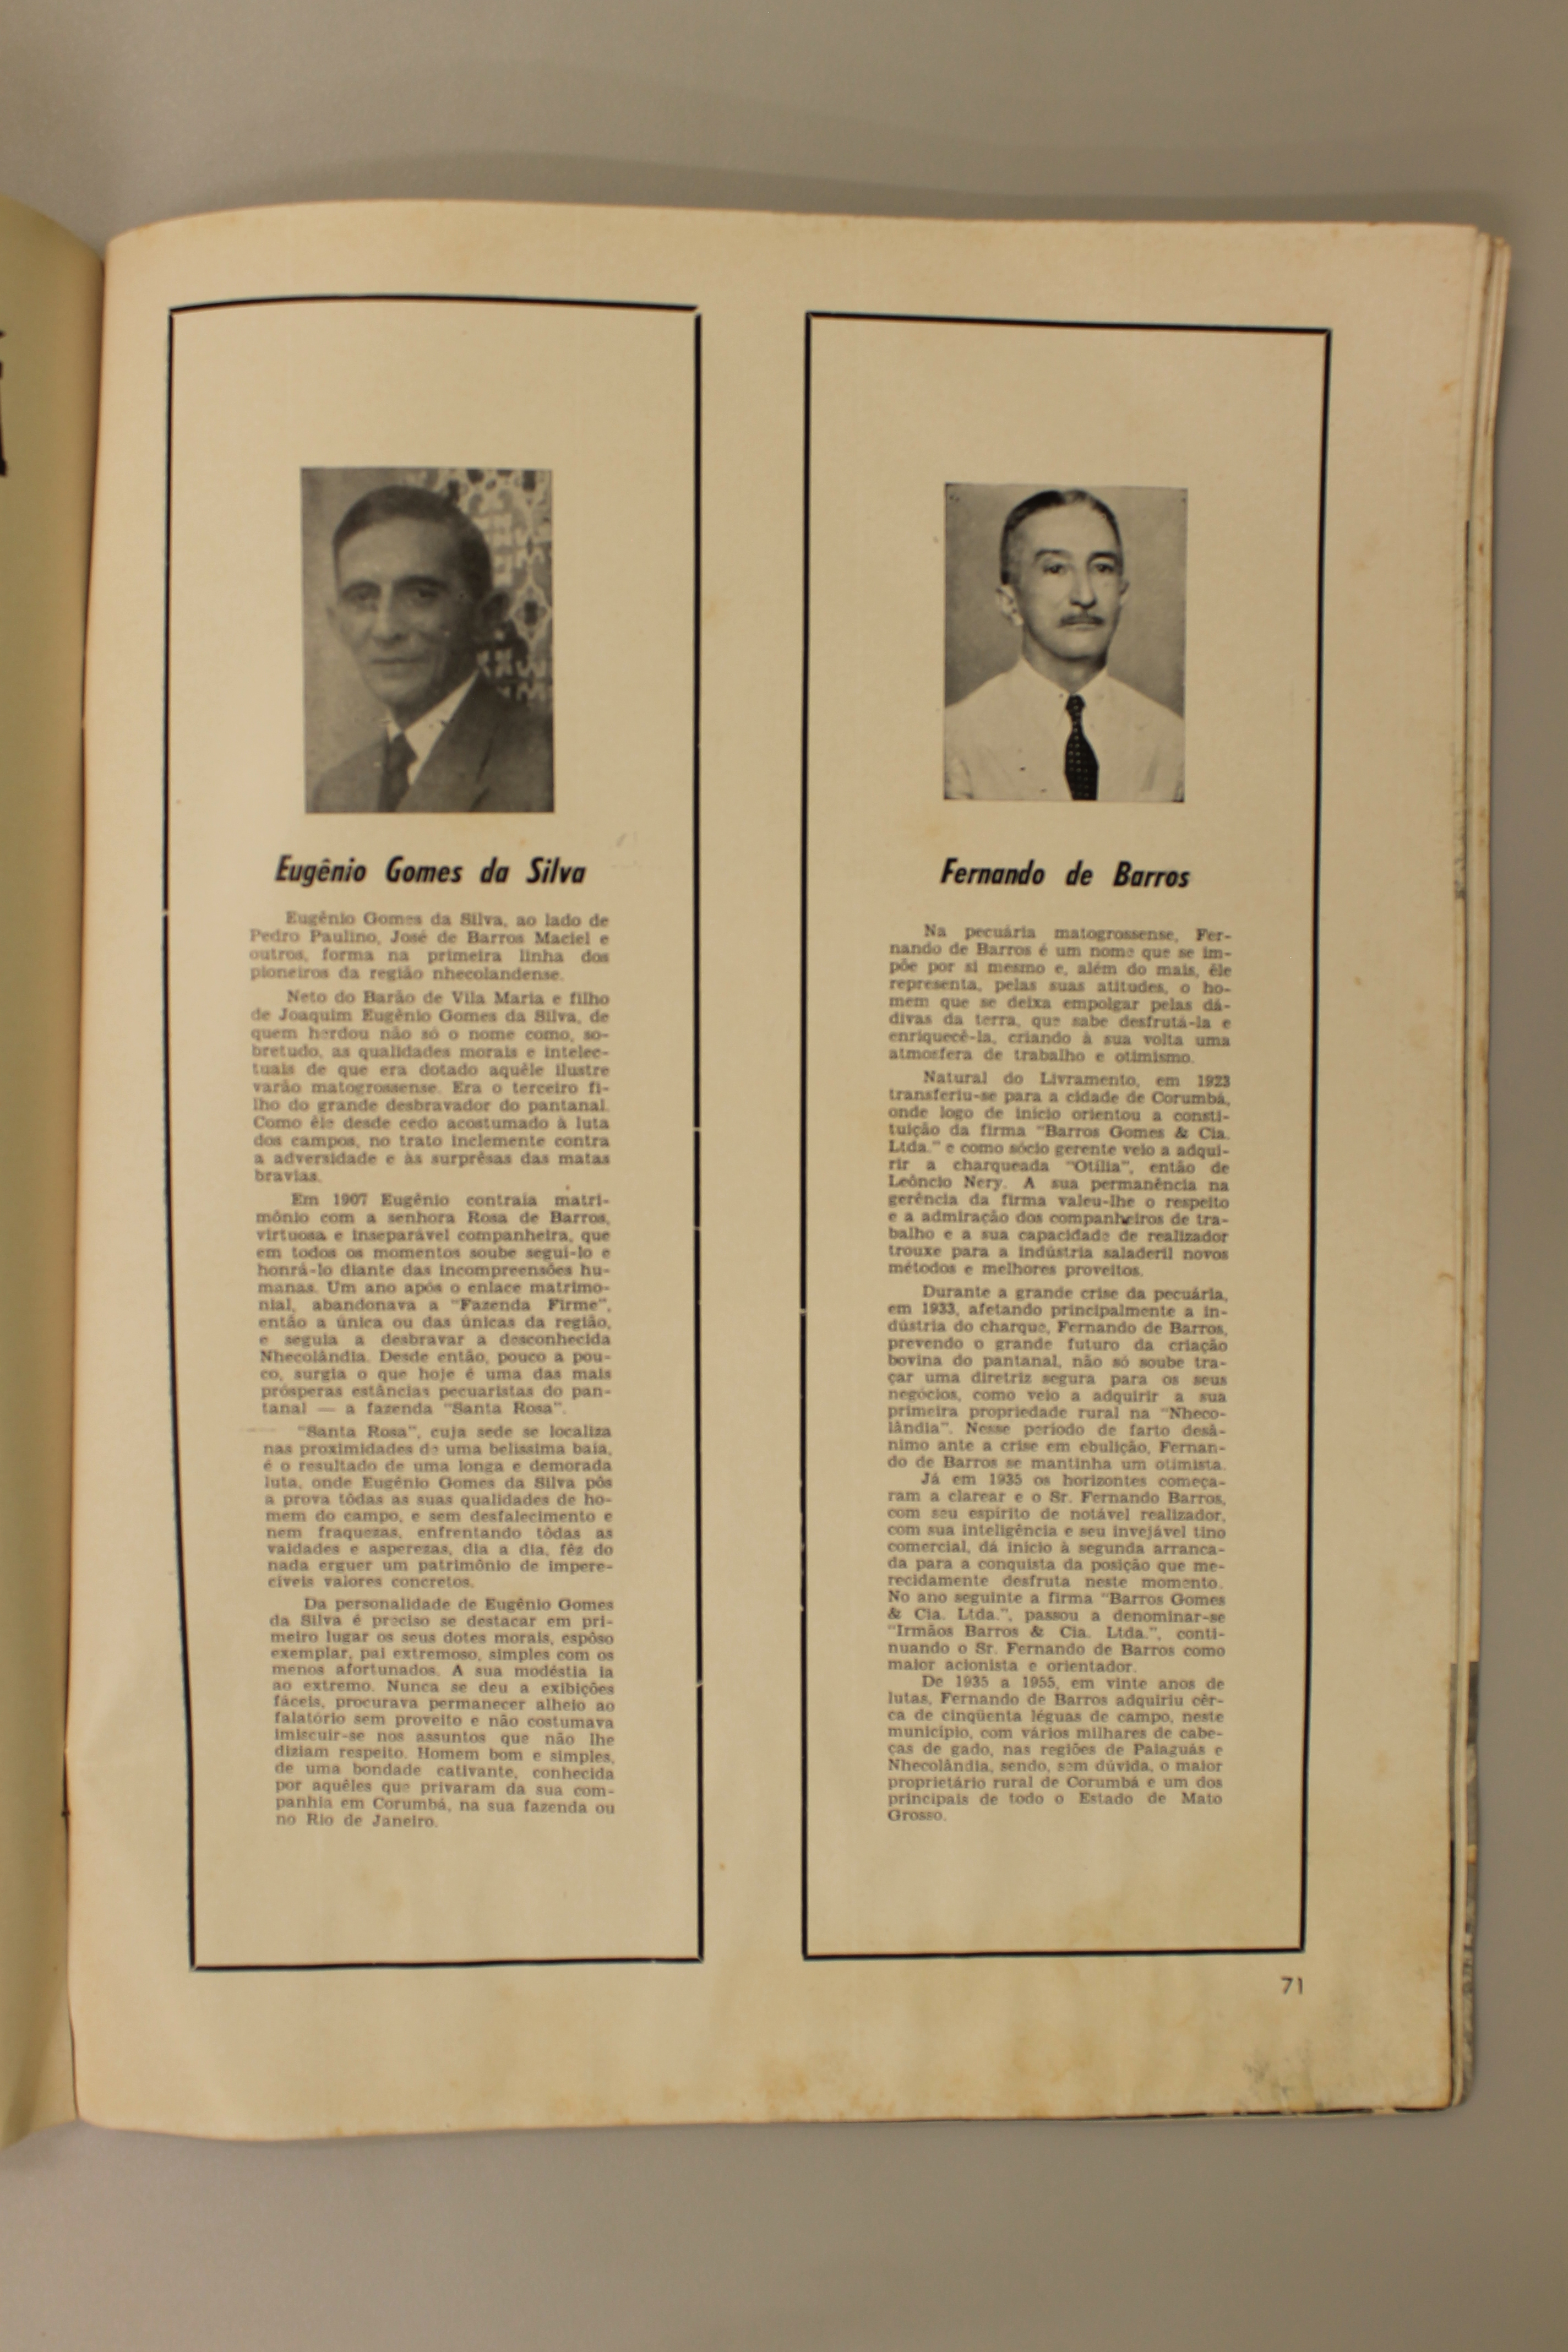 Eugênio Gomes da Silva
Eugênio Gomes da Silva, ao lado de
Pedro Paulino, José de Barros Maciel e
outros, forma na primeira linha dos
pioneiros da região nhecolandense.
Neto do Barão de Vila Maria e filho
de Joaquim Eugênio Gomes da Silva, de
quem herdou não só o nome como, so-
bretudo, as qualidades morais e intelec-
tuais de que era dotado aquêle ilustre
varão matogrossense. Era o terceiro fi-
lho do grande desbravador do pantanal.
Como êle desde cedo acostumado à luta
dos campos, no trato inclemente contra
a adversidade e às surprêsas das matas
bravias.
Em 1907 Eugênio contraia matri-
mônio com a senhora Rosa de Barros,
virtuosa e inseparável companheira, que
em todos os momentos soube segui-lo e
honrá-lo diante das incompreensões hu-
manas. Um ano após o enlace matrimo-
nial, abandonava a "Fazenda Firme",
então a única ou das únicas da região,
e seguia a desbravar a desconhecida
Nhecolândia. Desde então, pouco a pou-
co, surgia o que hoje é uma das mais
prósperas estâncias pecuaristas do pan-
tanal — a fazenda "Santa Rosa".
"Santa Rosa", cuja sede se localiza
nas proximidades de uma belissima baia,
é o resultado de uma longa e demorada
luta, onde Eugênio Gomes da Silva pôs
a prova tôdas as suas qualidades de ho-
mem do campo, e sem desfalecimento e
nem fraquezas, enfrentando tôdas as
vaidades e asperezas, dia a dia, fêz do
nada erguer um patrimônio de impere-
civeis valores concretos.
Da personalidade de Eugênio Gomes
da Silva é preciso se destacar em pri-
meiro lugar os seus dotes morais, espôso
exemplar, pai extremoso, simples com os
menos afortunados. A sua modéstia ia
ao extremo. Nunca se deu a exibições
fáceis, procurava permanecer alheio ao
falatório sem proveito e não costumava
imiscuir-se nos assuntos que não lhe
diziam respeito. Homem bom e simples,
de uma bondade cativante, conhecida
por aquêles que privaram da sua com-
panhia em Corumbá, na sua fazenda ou
no Rio de Janeiro.
Fernando de Barros
Na pecuária matogrossense, Fer-
nando de Barros é um nome que se im-
põe por si mesmo e, além do mais, êle
representa, pelas suas atitudes, o ho-
mem que se deixa empolgar pelas dá-
divas da terra, que sabe desfrutá-la e
enriquecê-la, criando à sua volta uma
atmosfera de trabalho e otimismo.
Natural do Livramento, em 1923
transferiu-se para a cidade de Corumbá,
onde logo de inicio orientou a consti-
tuição da firma "Barros Gomes & Cia.
Ltda." e como sócio gerente veio a adqui-
rir a charqueada "Otília", então de
Leôncio Nery. A sua permanência na
gerência da firma valeu-lhe o respeito
e a admiração dos companheiros de tra-
balho e a sua capacidade de realizador
trouxe para a indústria saladeril novos
métodos e melhores proveitos.
Durante a grande crise da pecuária,
em 1933, afetando principalmente a in-
dústria do charque, Fernando de Barros,
prevendo o grande futuro da criação
bovina do pantanal, não só soube tra-
çar uma diretriz segura para os seus
negócios, como veio a adquirir a sua
primeira propriedade rural na "Nheco-
lândia". Nesse periodo de farto desâ-
nimo ante a crise em ebulição, Fernan-
do de Barros se mantinha um otimista.
Já em 1935 os horizontes começa-
ram a clarear e o Sr. Fernando Barros,
com seu espirito de notável realizador,
com sua inteligência e seu invejável tino
comercial, dá inicio à segunda arranca-
da para a conquista da posição que me-
recidamente desfruta neste momento.
No ano seguinte a firma "Barros Gomes
& Cia. Ltda.", passou a denominar-se
"Irmãos Barros & Cia. Ltda.", conti-
nuando o Sr. Fernando de Barros como
maior acionista e orientador.
De 1935 a 1955, em vinte anos de
lutas, Fernando de Barros adquiriu cêr-
ca de cinqüenta léguas de campo, neste
municipio, com vários milhares de cabe-
ças de gado, nas regiões de Paiaguás e
Nhecolândia, sendo, sem dúvida, o maior
proprietário rural de Corumbá e um dos
principais de todo o Estado de Mato
Grosso.
71